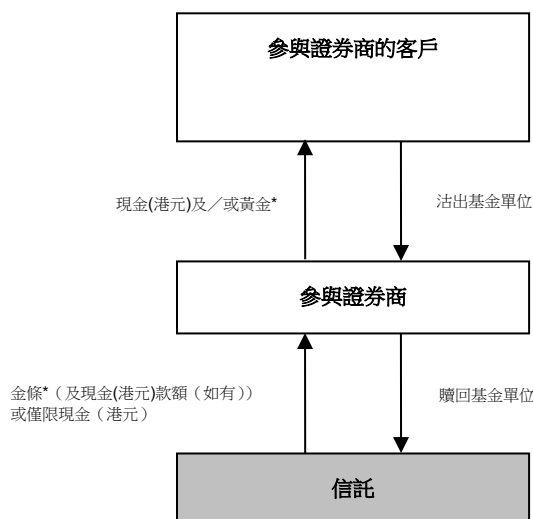 參與證券商的客戶
現金(港元)及／或黃金*
沽出基金單位
參與證券商
金條*（及現金(港元)款額（如有））
或僅限現金（港元）
贖回基金單位
信託